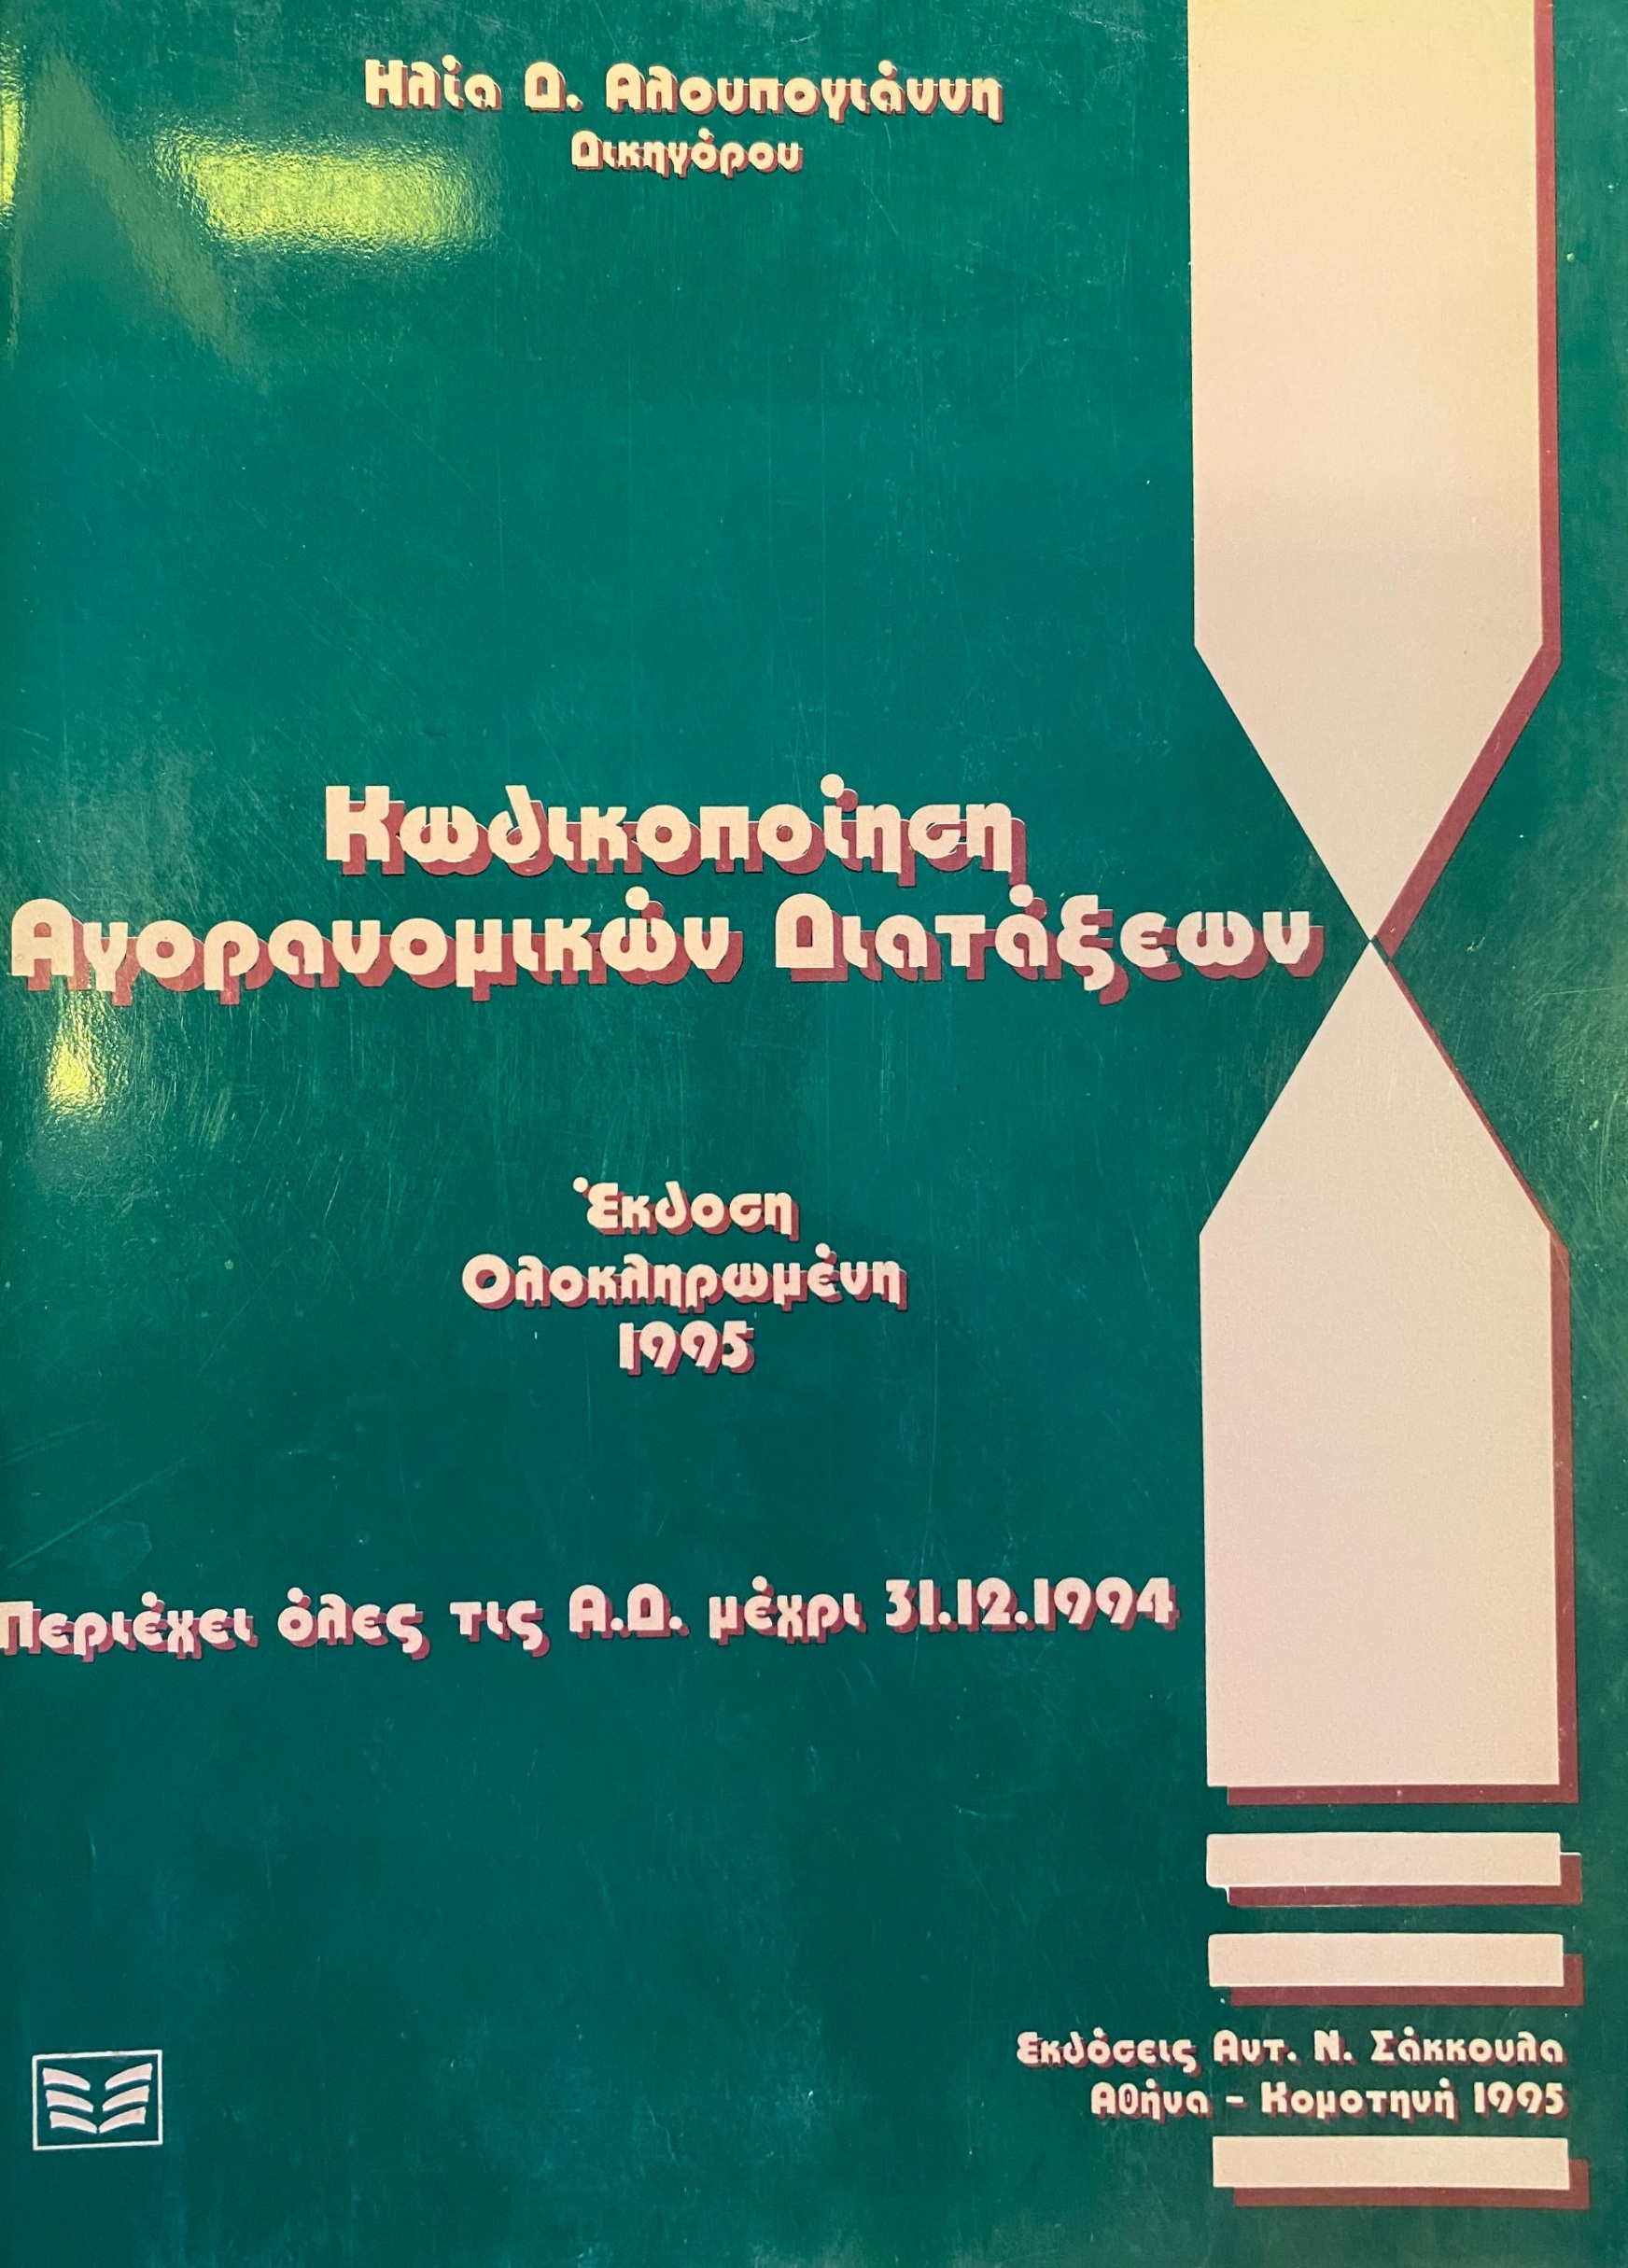 Ηλία Δ. Αλουπογιάννη
Δικηγόρου
Κωδικοποίηση
Αγορανομικών Διατάξεων
Έκδοση
Ολοκληρωμένη
1995
Περιέχει όλες τις Α.Δ. μέχρι 31.12.1994
Εκδόσεις Αντ. Ν. Σάκκουλα
Αθήνα - Κομοτηνή 1995